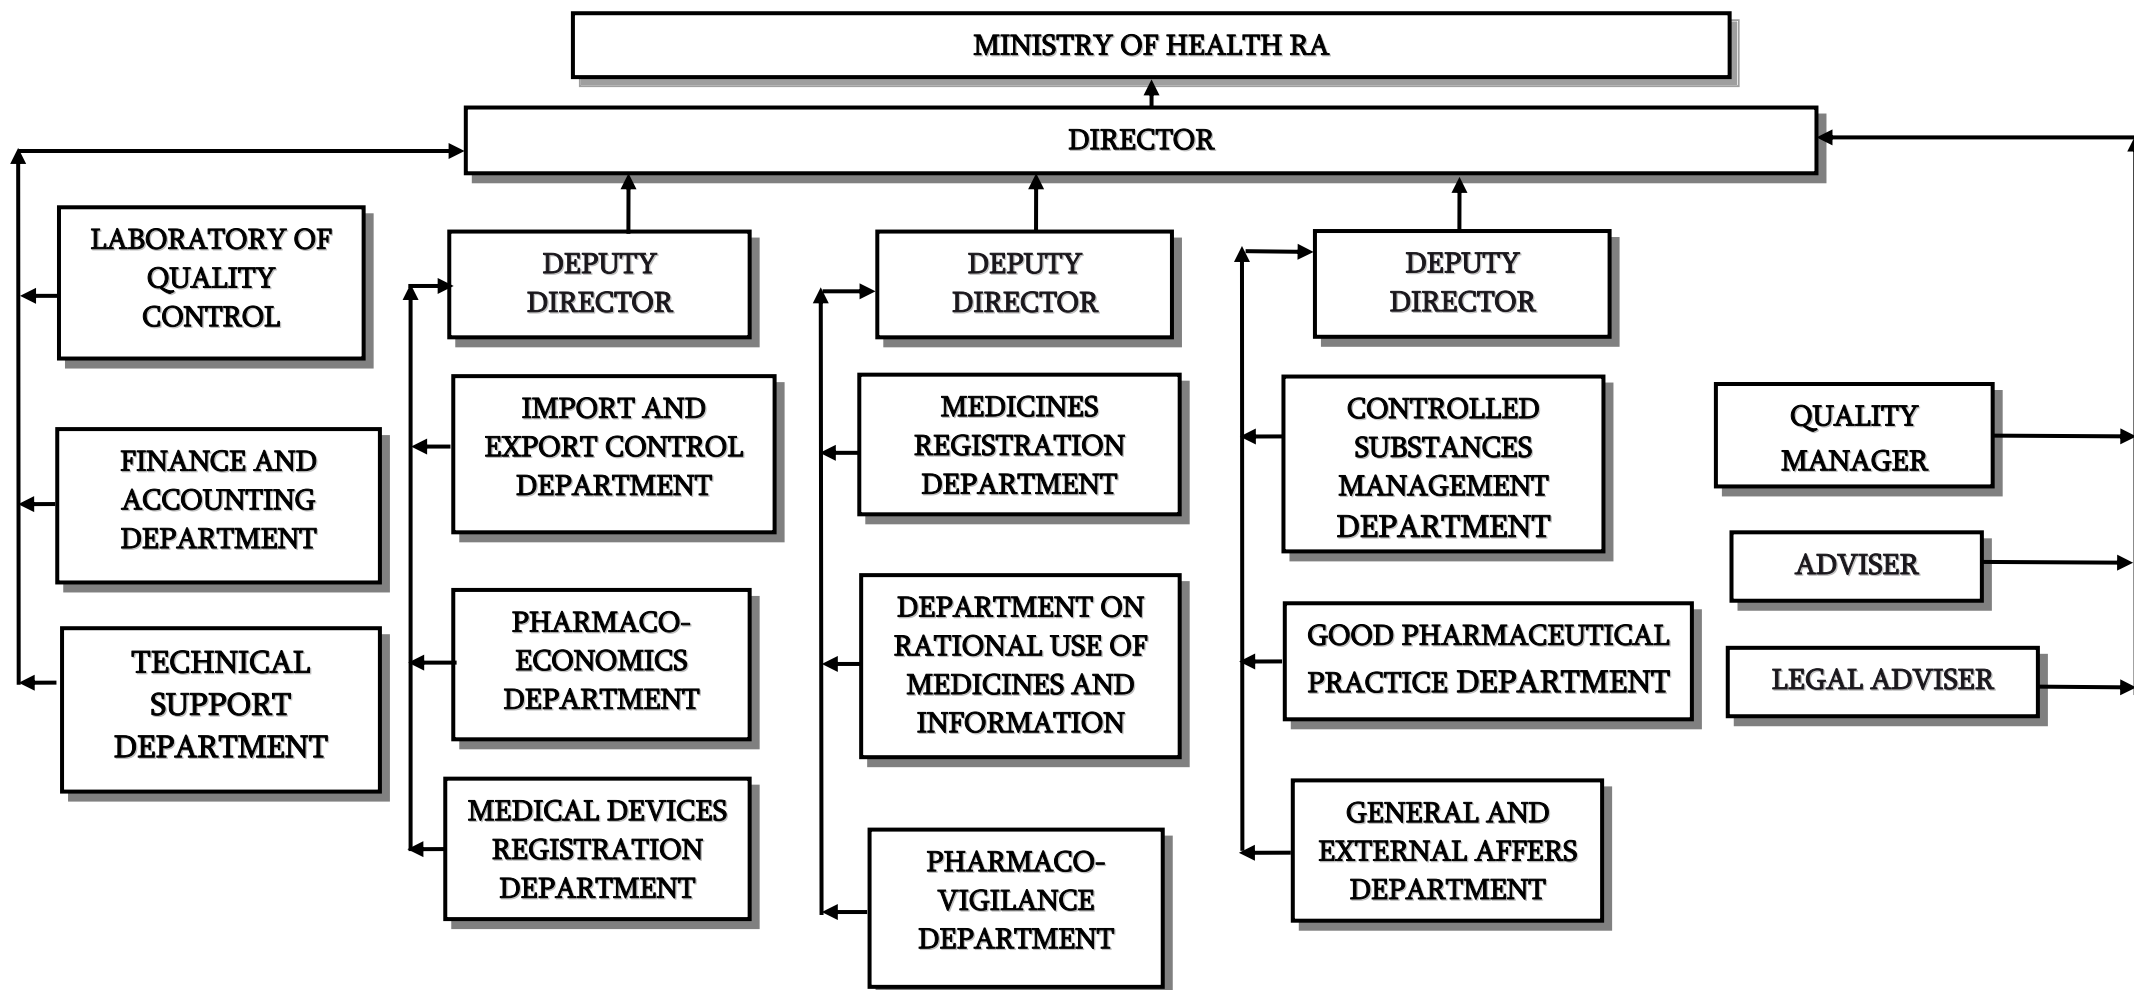 MINISTRY OF HEALTH RA
DIRECTOR
LABORATORY OF
QUALITY
CONTROL
FINANCE AND
ACCOUNTING
DEPARTMENT
TECHNICAL
SUPPORT
DEPARTMENT
DEPUTY
DIRECTOR
IMPORT AND
EXPORT CONTROL
DEPARTMENT
PHARMACO-
ECONOMICS
DEPARTMENT
MEDICAL DEVICES
REGISTRATION
DEPARTMENT
DEPUTY
DIRECTOR
MEDICINES
REGISTRATION
DEPARTMENT
DEPARTMENT ON
RATIONAL USE OF
MEDICINES AND
INFORMATION
PHARMACO-
VIGILANCE
DEPARTMENT
DEPUTY
DIRECTOR
CONTROLLED
SUBSTANCES
MANAGEMENT
DEPARTMENT
GOOD PHARMACEUTICAL
PRACTICE DEPARTMENT
GENERAL AND
EXTERNAL AFFERS
DEPARTMENT
QUALITY
MANAGER
ADVISER
LEGAL ADVISER